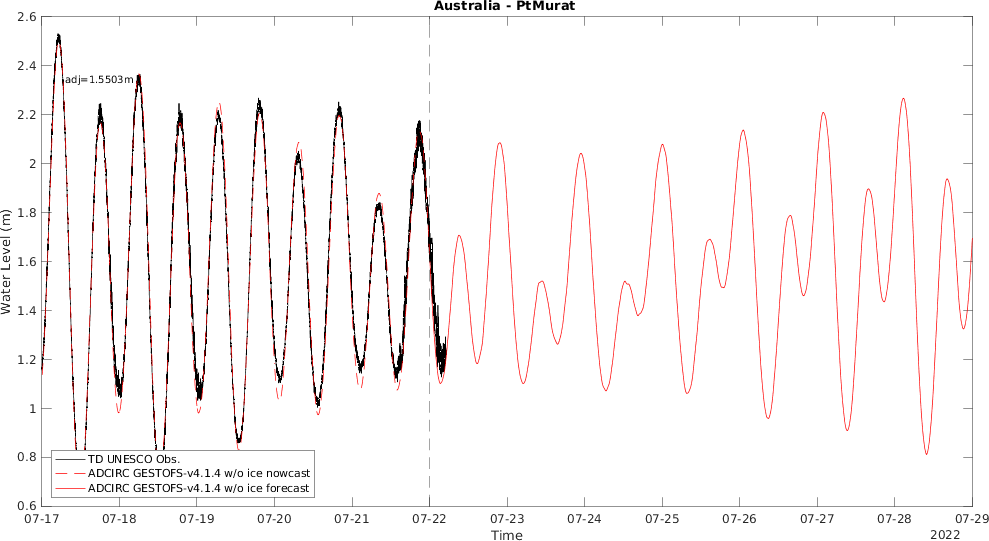 Australia - PtMurat
2.6
2.4
2.2
2
1.8
1.6
1.4
1.2
1
0.8
0.6
Water Level (m)
adj=1.5503m
TD UNESCO Obs.
ADCIRC GESTOFS-v4.1.4 w/o ice nowcast
ADCIRC GESTOFS-v4.1.4 w/o ice forecast
07-17 07-18 07-19 07-20 07-21 07-22 07-23 07-24 07-25 07-26 07-27 07-28 07-29
Time
2022